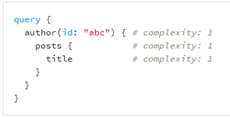 query {
  author(id: "abc") { # complexity: 1
    posts {           # complexity: 1
      title           # complexity: 1
    }
  }
}